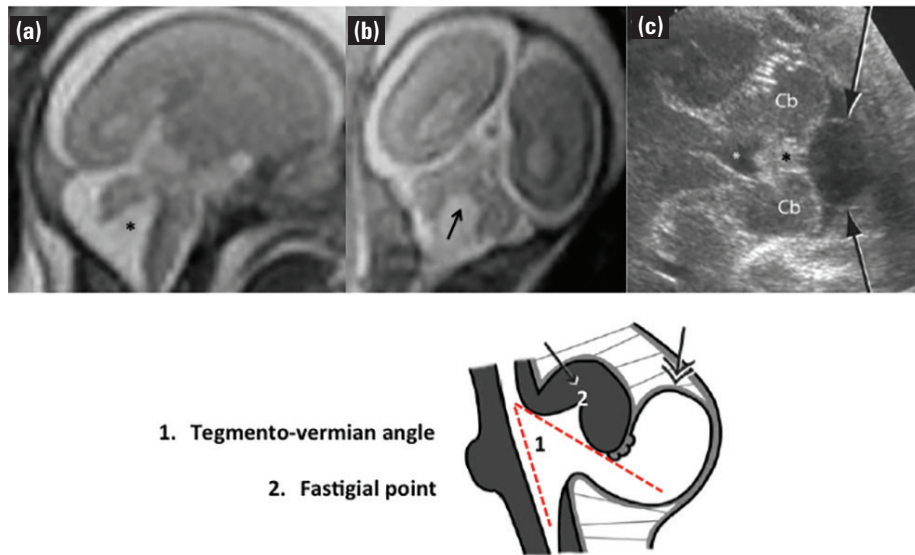 (a)
(b)
(c)
*
Cb
*
*
Cb
1. Tegmento-vermian angle
2. Fastigial point
2
1